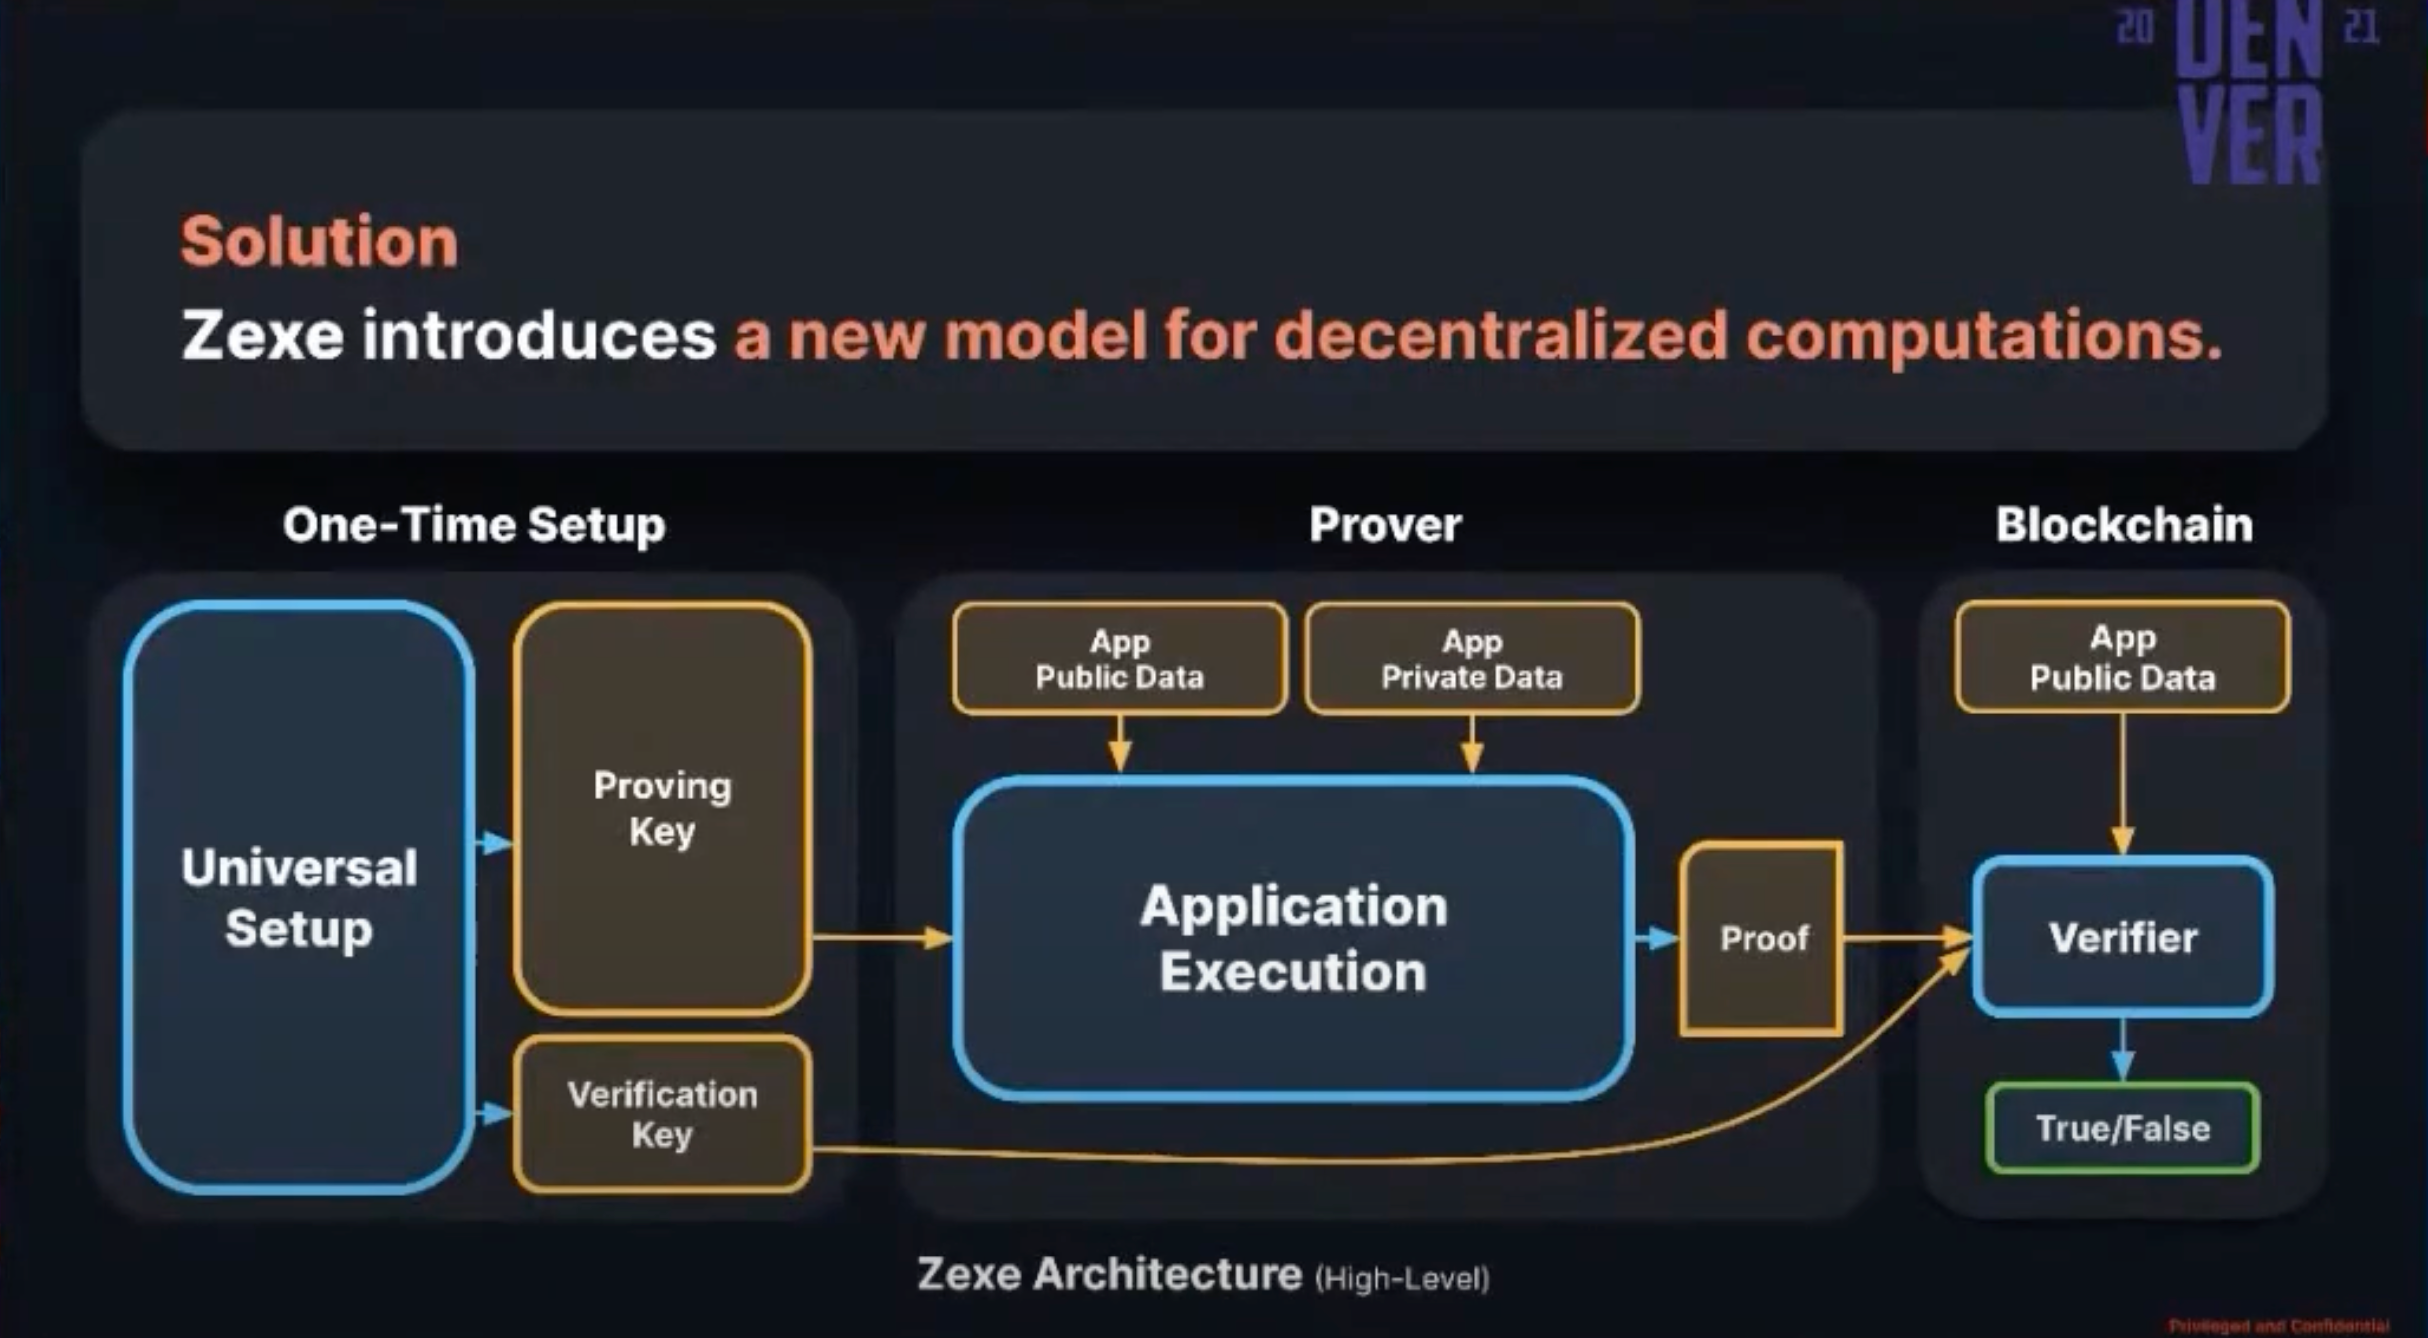 20 DEN 21
VER
Solution
Zexe introduces a new model for decentralized computations.
One-Time Setup
Prover
Blockchain
Universal
Setup
Proving
Key
Verification
Key
App
Public Data
App
Private Data
Application
Execution
Proof
App
Public Data
Verifier
True/False
Zexe Architecture (High-Level)
Privileged and Confidential